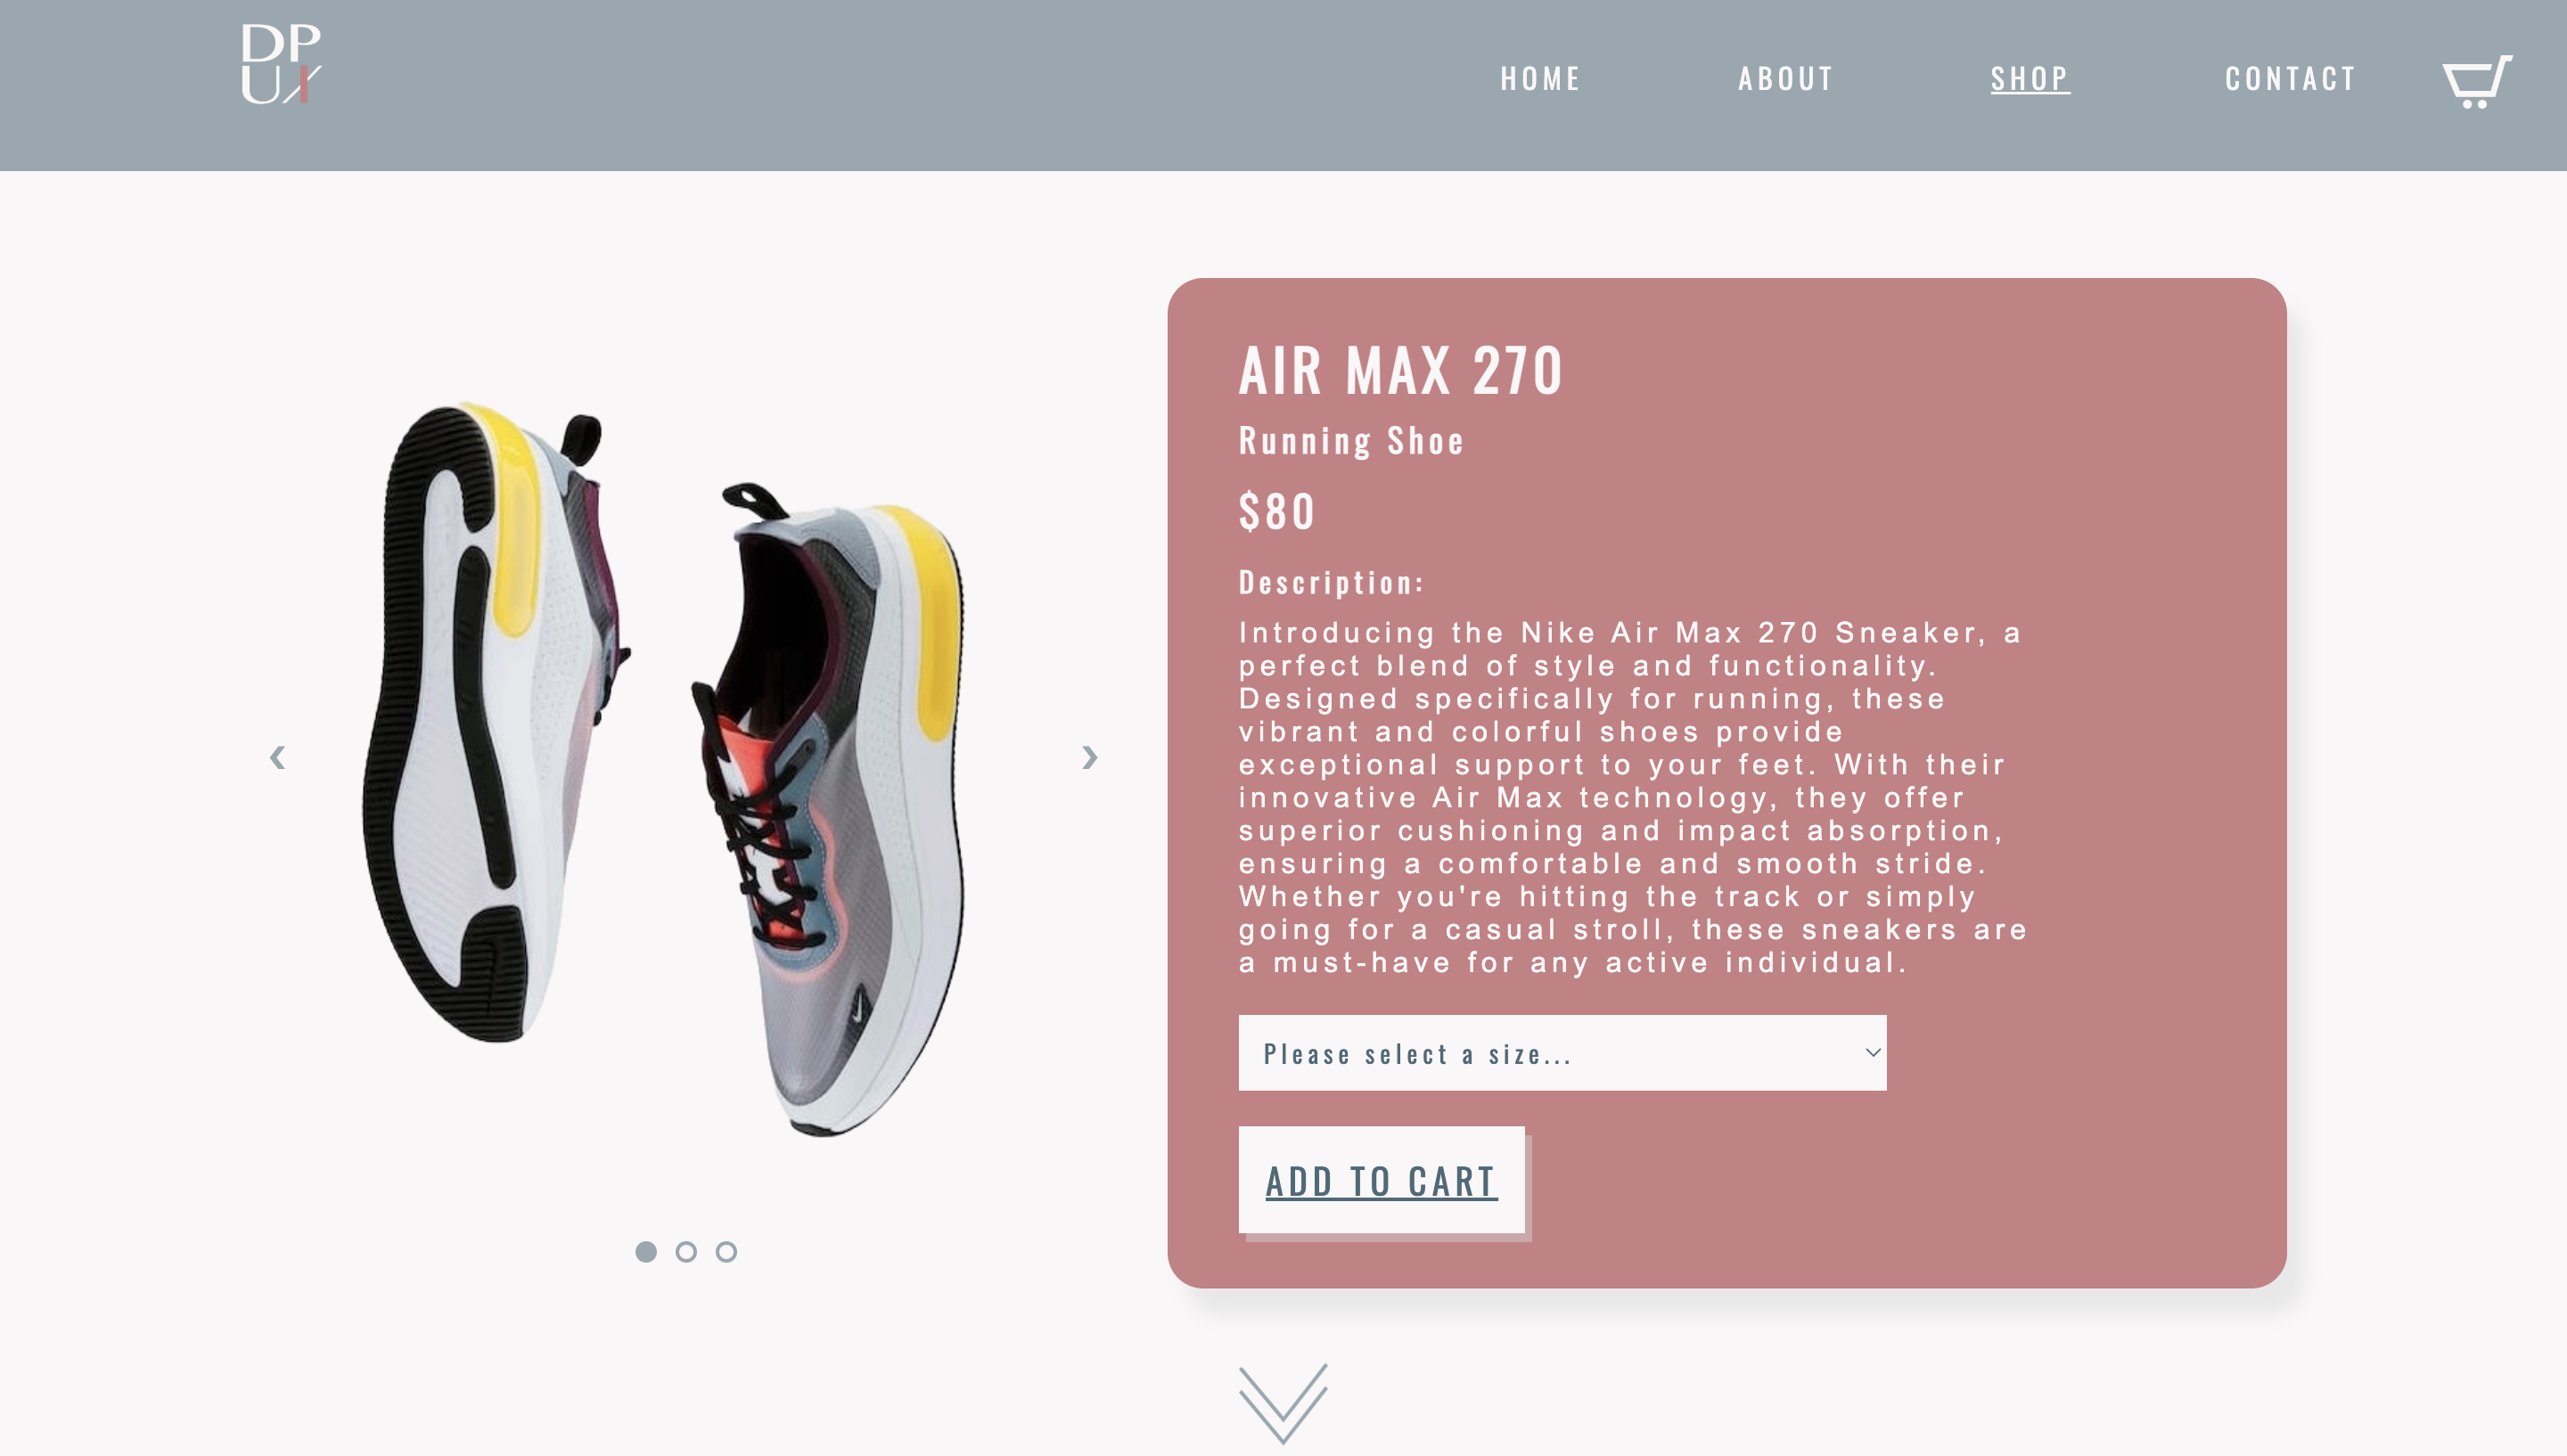 DP
UX
HOME ABOUT SHOP CONTACT
AIR MAX 270
Running Shoe
$80
Description:
Introducing the Nike Air Max 270 Sneaker, a
perfect blend of style and functionality.
Designed specifically for running, these
vibrant and colorful shoes provide
exceptional support to your feet. With their
innovative Air Max technology, they offer
superior cushioning and impact absorption,
ensuring a comfortable and smooth stride.
Whether you're hitting the track or simply
going for a casual stroll, these sneakers are
a must-have for any active individual.
Please select a size...
ADD TO CART